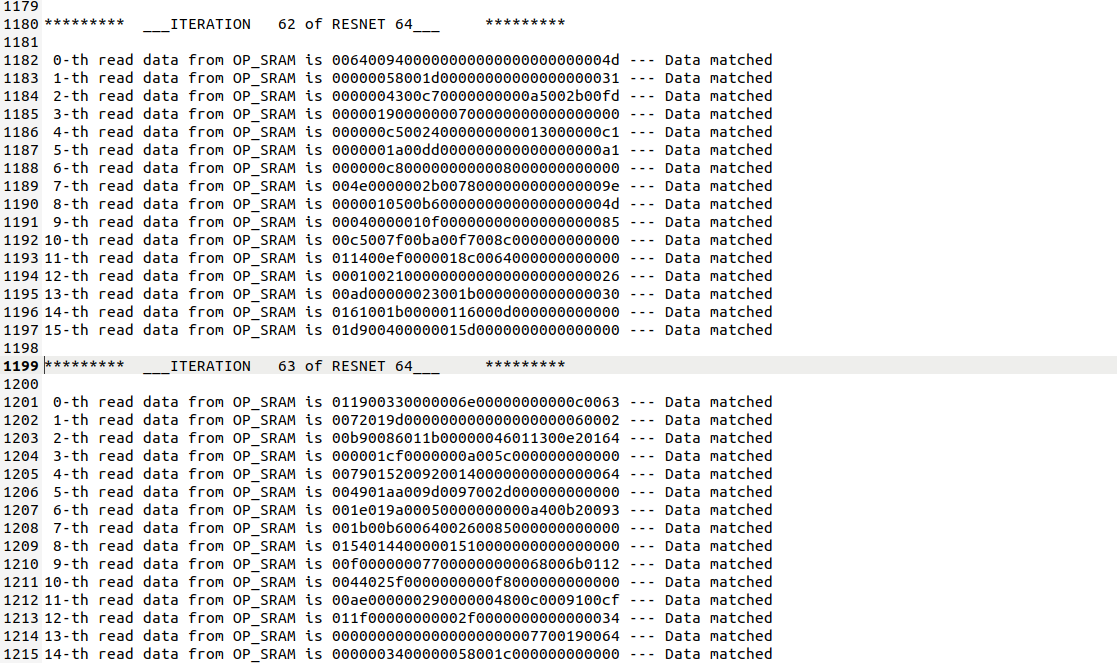 1179
1180 ********* ___ITERATION 62 of RESNET 64___ *********
1181
1182 0-th read data from OP_SRAM is 0064009400000000000000000000004d --- Data matched
1183 1-th read data from OP_SRAM is 00000058001d00000000000000000031 --- Data matched
1184 2-th read data from OP_SRAM is 0000004300c70000000000a5002b00fd --- Data matched
1185 3-th read data from OP_SRAM is 00000190000000700000000000000000 --- Data matched
1186 4-th read data from OP_SRAM is 000000c50024000000000013000000c1 --- Data matched
1187 5-th read data from OP_SRAM is 0000001a00dd000000000000000000a1 --- Data matched
1188 6-th read data from OP_SRAM is 000000c8000000000008000000000000 --- Data matched
1189 7-th read data from OP_SRAM is 004e0000002b0078000000000000009e --- Data matched
1190 8-th read data from OP_SRAM is 0000010500b60000000000000000004d --- Data matched
1191 9-th read data from OP_SRAM is 00040000010f00000000000000000085 --- Data matched
1192 10-th read data from OP_SRAM is 00c5007f00ba00f7008c000000000000 --- Data matched
1193 11-th read data from OP_SRAM is 011400ef0000018c0064000000000000 --- Data matched
1194 12-th read data from OP_SRAM is 00010021000000000000000000000026 --- Data matched
1195 13-th read data from OP_SRAM is 00ad00000023001b0000000000000030 --- Data matched
1196 14-th read data from OP_SRAM is 0161001b00000116000d000000000000 --- Data matched
1197 15-th read data from OP_SRAM is 01d900400000015d0000000000000000 --- Data matched
1198
1199 ********* ___ITERATION 63 of RESNET 64___ *********
1200
1201 0-th read data from OP_SRAM is 011900330000006e00000000000c0063 --- Data matched
1202 1-th read data from OP_SRAM is 0072019d000000000000000000060002 --- Data matched
1203 2-th read data from OP_SRAM is 00b90086011b00000046011300e20164 --- Data matched
1204 3-th read data from OP_SRAM is 000001cf0000000a005c000000000000 --- Data matched
1205 4-th read data from OP_SRAM is 00790152009200140000000000000064 --- Data matched
1206 5-th read data from OP_SRAM is 004901aa009d0097002d000000000000 --- Data matched
1207 6-th read data from OP_SRAM is 001e019a00050000000000a400b20093 --- Data matched
1208 7-th read data from OP_SRAM is 001b00b6006400260085000000000000 --- Data matched
1209 8-th read data from OP_SRAM is 01540144000001510000000000000000 --- Data matched
1210 9-th read data from OP_SRAM is 00f000000077000000000068006b0112 --- Data matched
1211 10-th read data from OP_SRAM is 0044025f0000000000f8000000000000 --- Data matched
1212 11-th read data from OP_SRAM is 00ae000000290000004800c0009100cf --- Data matched
1213 12-th read data from OP_SRAM is 011f00000000002f0000000000000034 --- Data matched
1214 13-th read data from OP_SRAM is 00000000000000000000007700190064 --- Data matched
1215 14-th read data from OP_SRAM is 0000003400000058001c000000000000 --- Data matched